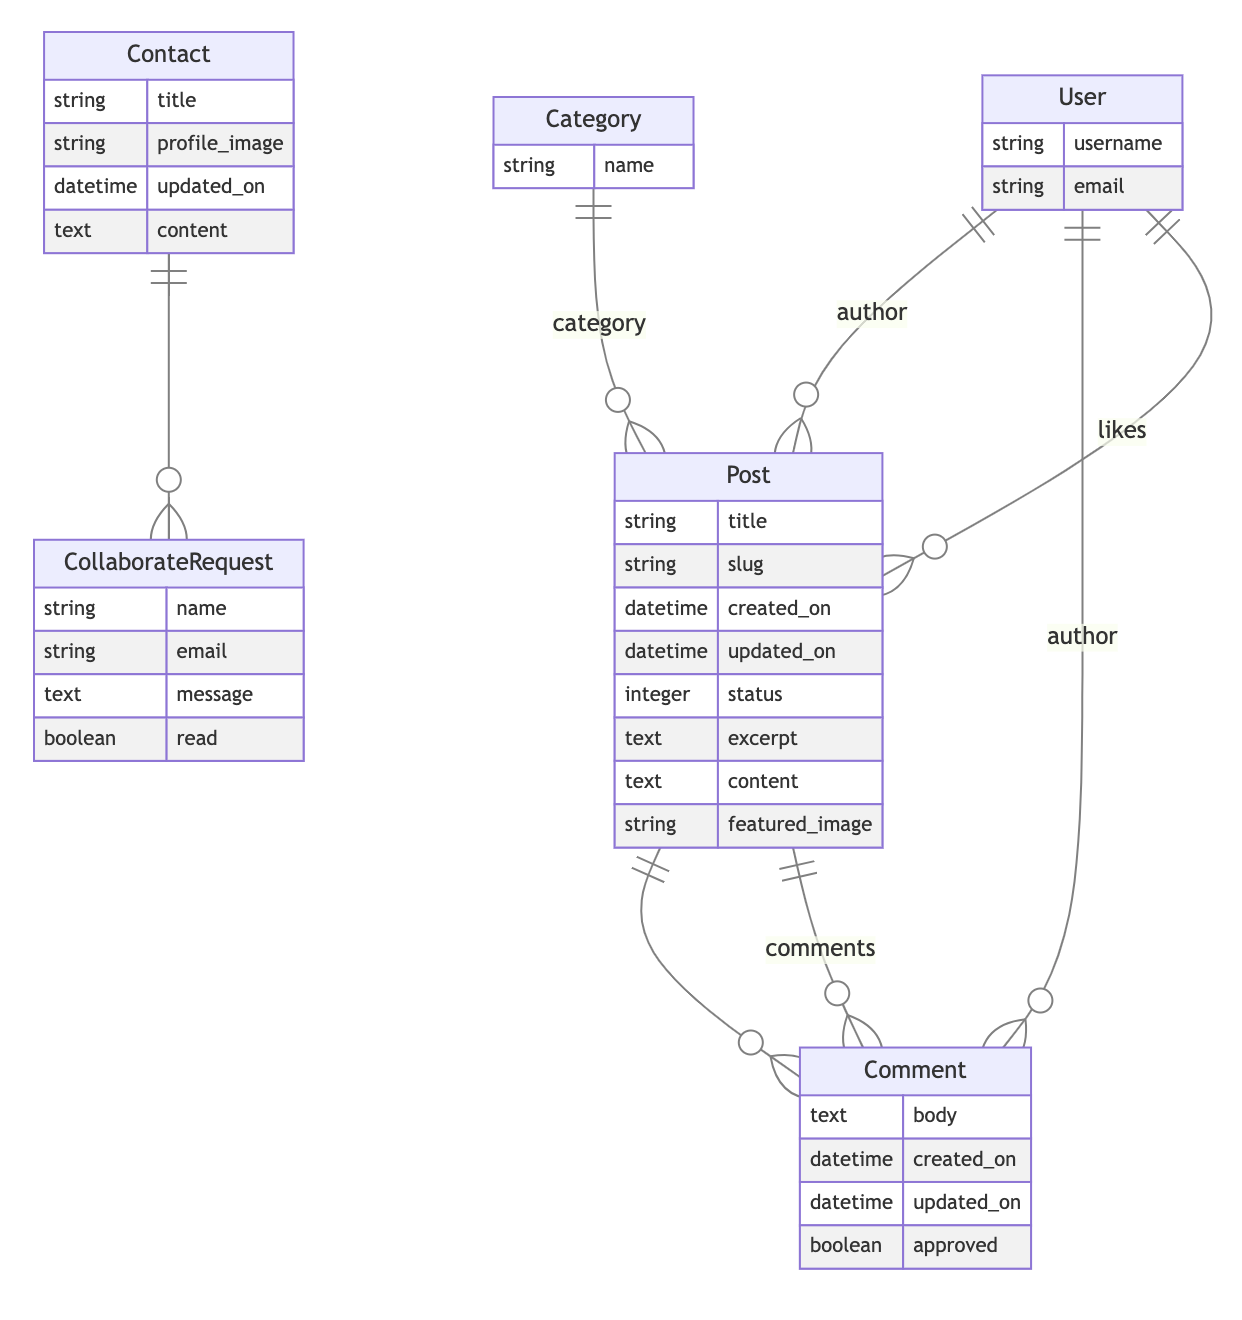 Contact
string title
string profile_image
datetime updated_on
text content
Category
string name
User
string username
string email
category
author
likes
CollaborateRequest
string name
string email
text message
boolean read
Post
string title
string slug
datetime created_on
datetime updated_on
integer status
text excerpt
text content
string featured_image
author
comments
Comment
text body
datetime created_on
datetime updated_on
boolean approved